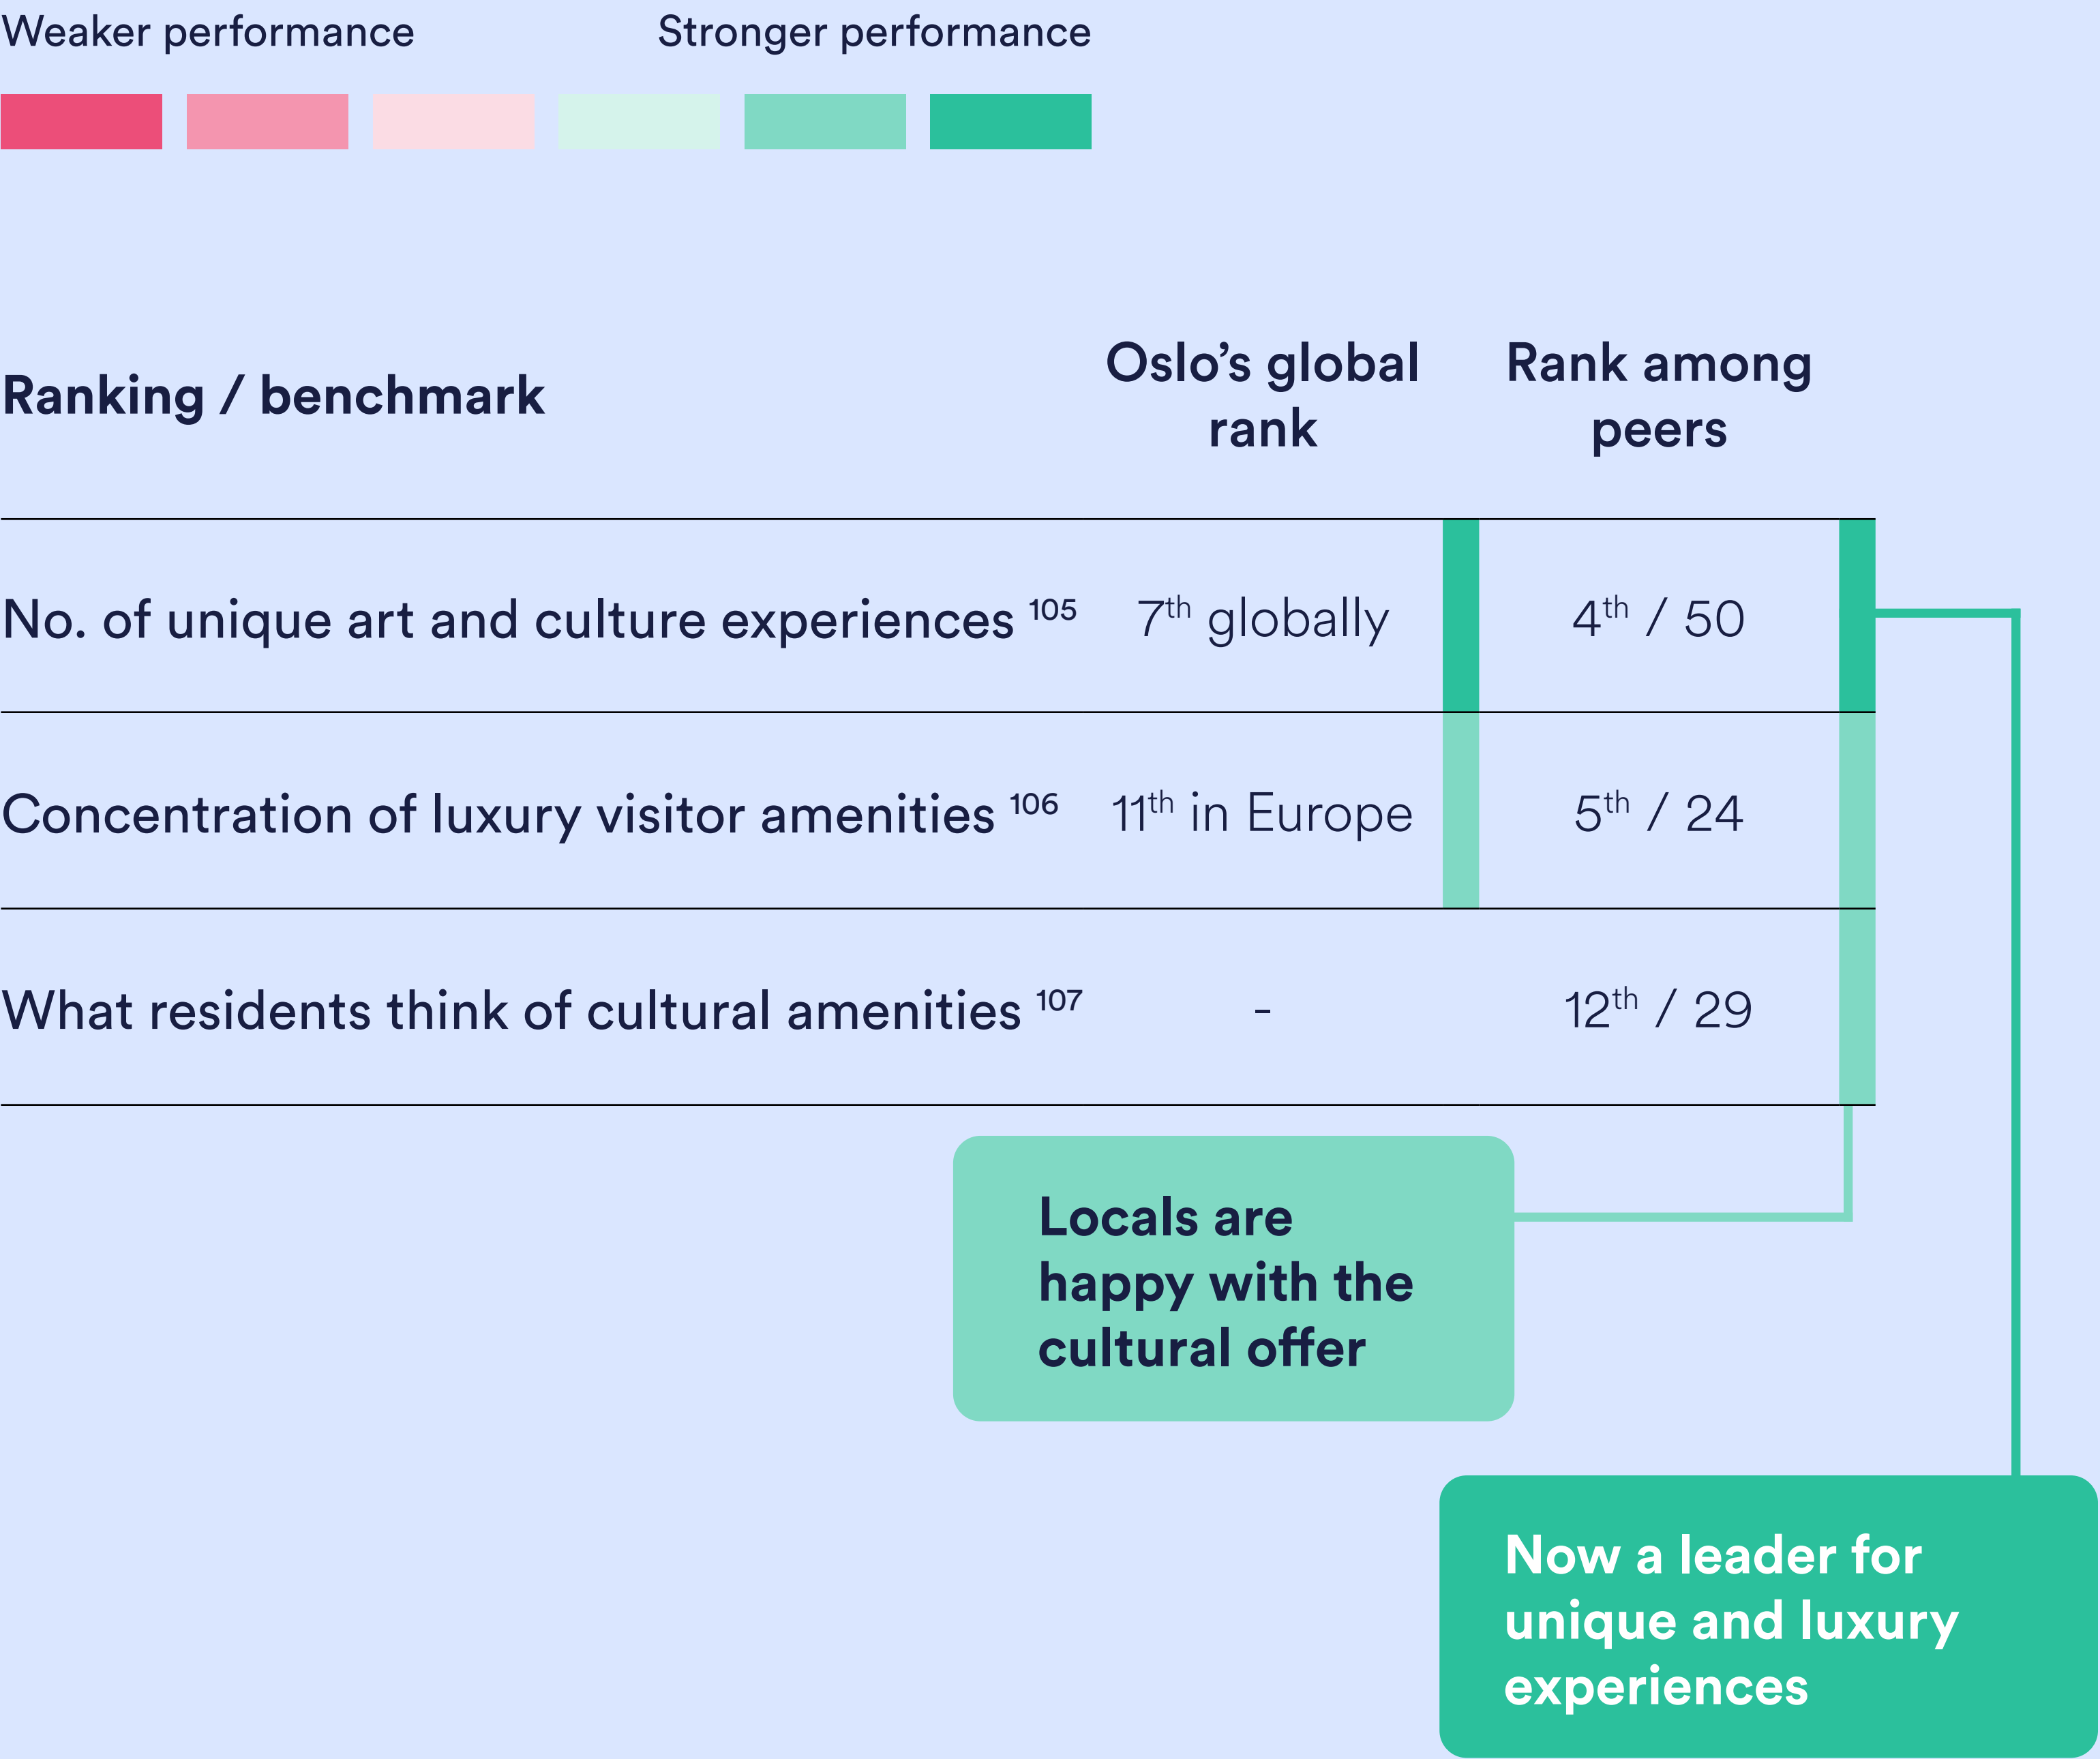 Weaker performance Stronger performance
Ranking / benchmark
Oslo’s global
rank
Rank among
peers
No. of unique art and culture experiences 105 7th globally 4th / 50
Concentration of luxury visitor amenities 106 11th in Europe 5th / 24
What residents think of cultural amenities 107 - 12th / 29
Locals are
happy with the
cultural offer
Now a leader for
unique and luxury
experiences